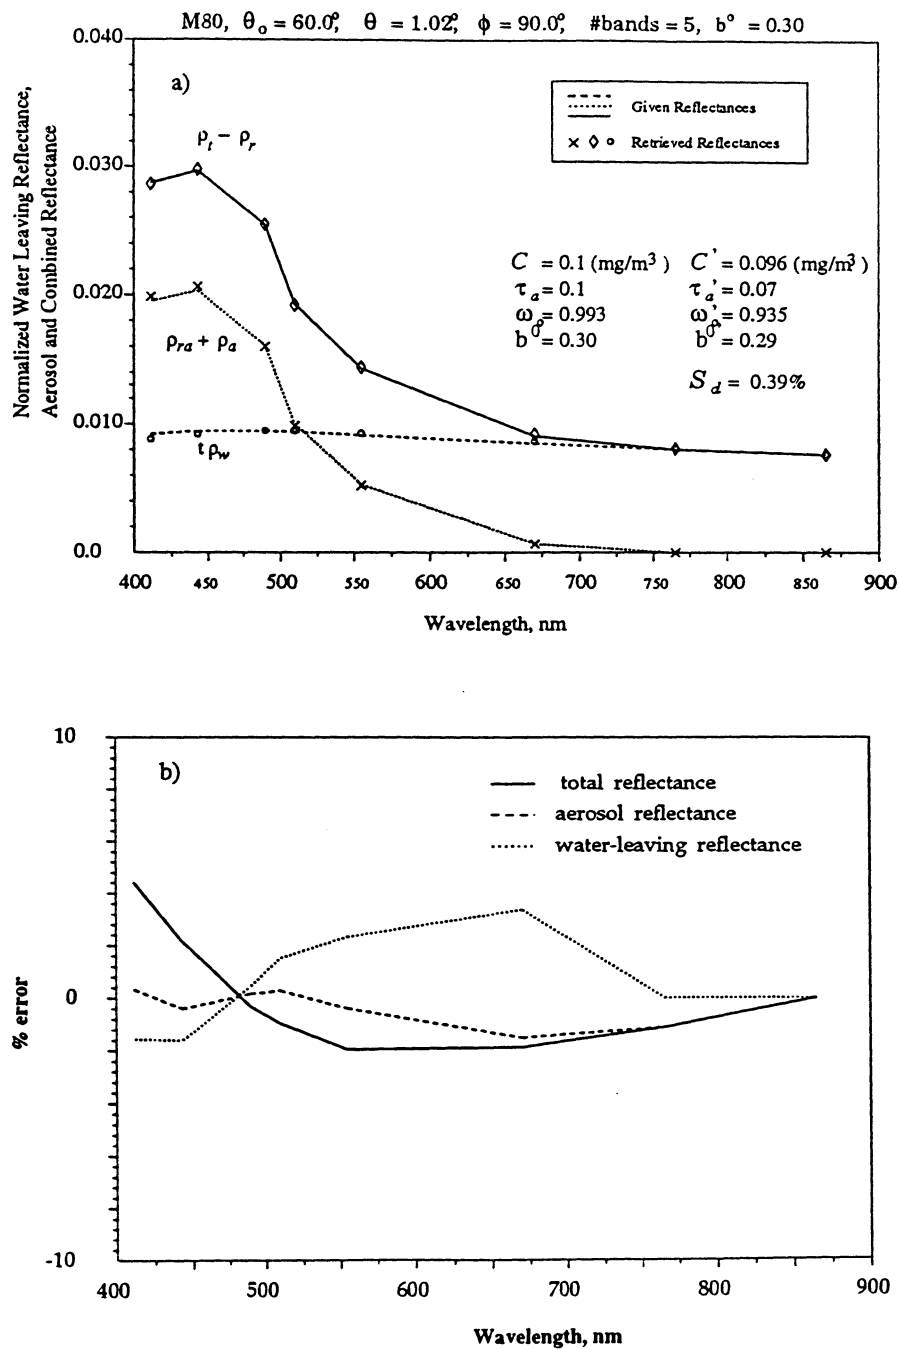 M80, θo = 60.0°, θ = 1.02°, ϕ = 90.0°, #bands = 5, b° = 0.30
a)
Normalized Water Leaving Reflectance,
Aerosol and Combined Reflectance
0.040
0.030
0.020
0.010
0.0
Given Reflectances
× ◇ ○ Retrieved Reflectances
ρt − ρr
ρra + ρa
t ρw
C = 0.1 (mg/m³) C' = 0.096 (mg/m³)
τa = 0.1 τa' = 0.07
ωo = 0.993 ωo' = 0.935
b° = 0.30 b°' = 0.29
Sd = 0.39%
400 450 500 550 600 650 700 750 800 850 900
Wavelength, nm
b)
10
0
-10
% error
total reflectance
aerosol reflectance
water-leaving reflectance
400 500 600 700 800 900
Wavelength, nm